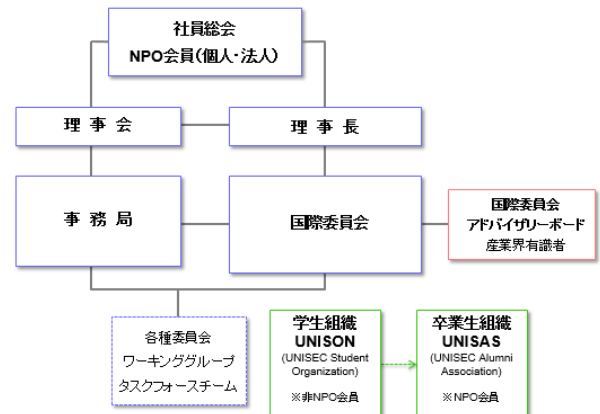 社員総会
NPO会員(個人・法人)
理 事 会
理 事 長
事 務 局
国際委員会
国際委員会
アドバイザリーボード
産業界有識者
各種委員会
ワーキンググループ
タスクフォースチーム
学生組織
UNISON
(UNISEC Student
Organization)
※非NPO会員
卒業生組織
UNISAS
(UNISEC Alumni
Association)
※NPO会員